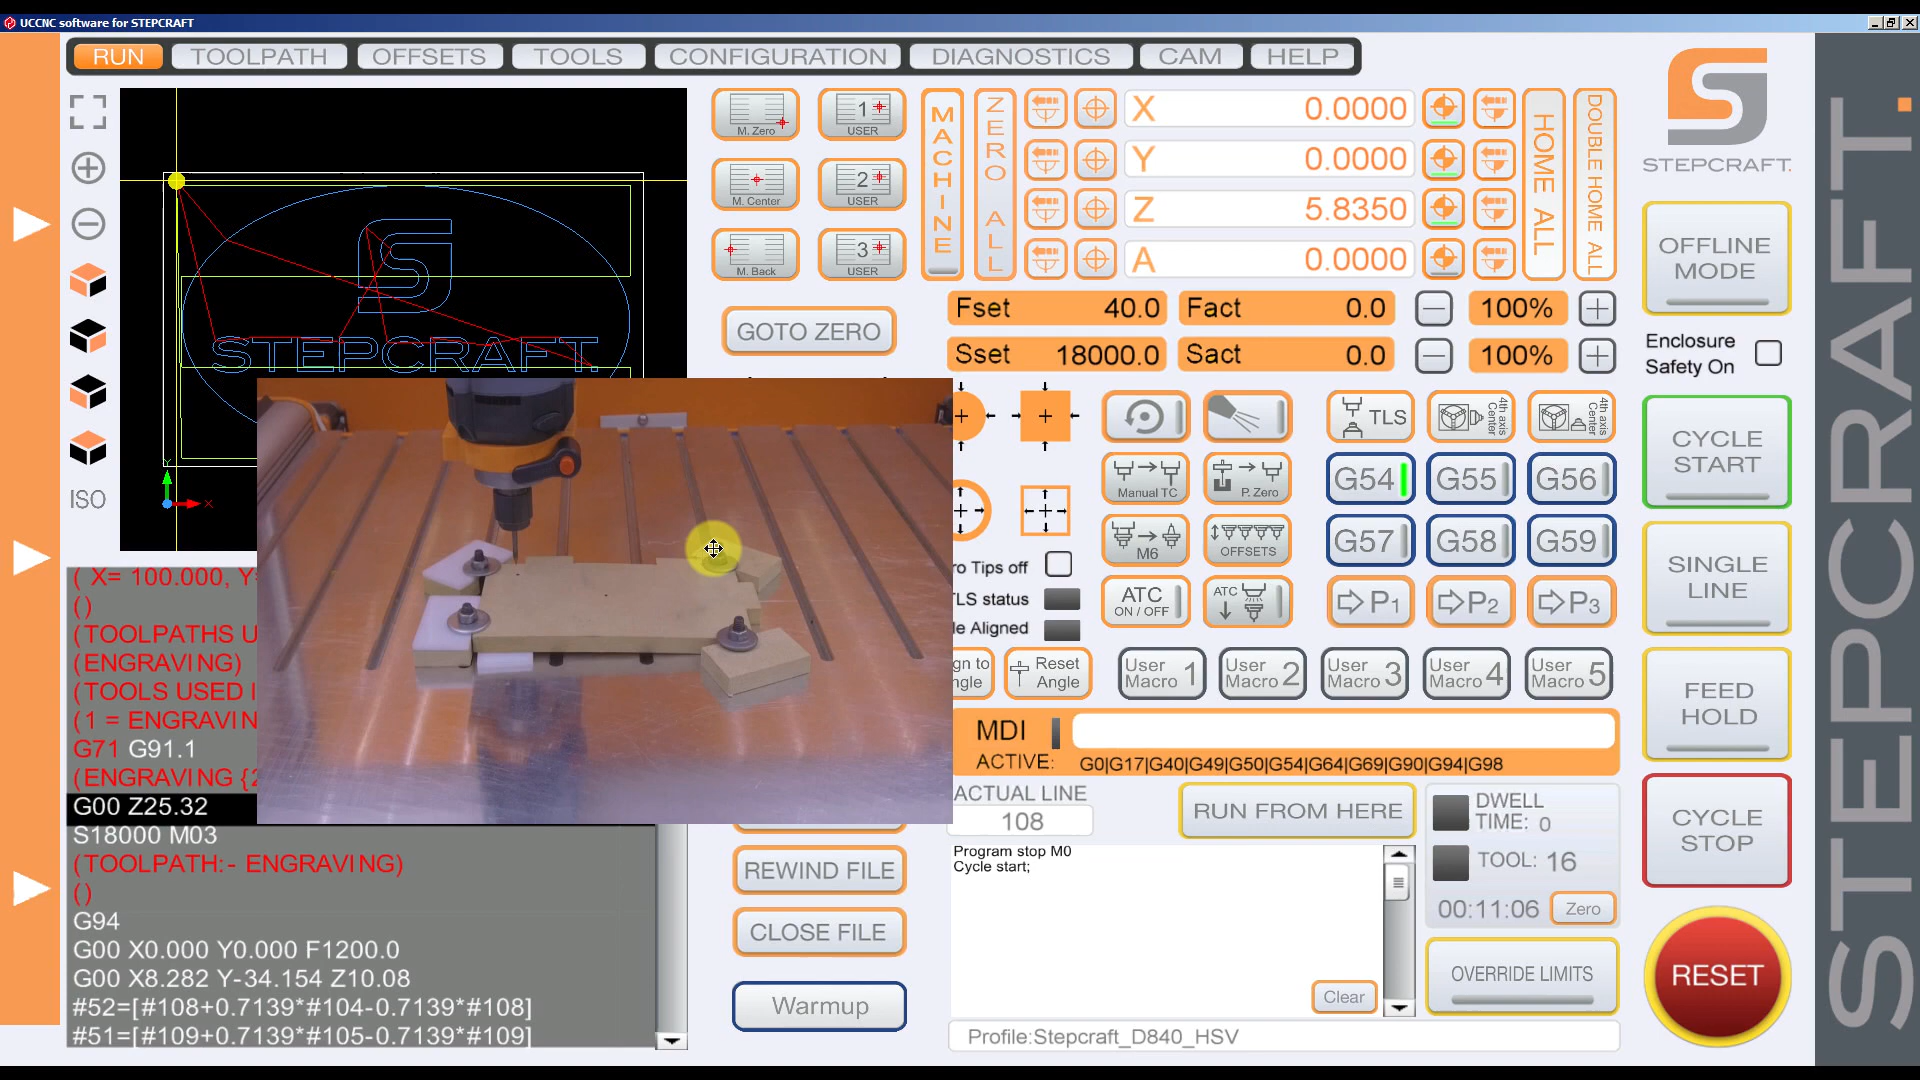 UCCNC software for STEPCRAFT
RUN
TOOLPATH
OFFSETS
TOOLS
CONFIGURATION
DIAGNOSTICS
CAM
HELP
ISO
STEPCRAFT.
Y
X
M. Zero
M. Center
M. Back
1
USER
2
USER
3
USER
GOTO ZERO
MACHINE
ZERO ALL
X 0.0000
Y 0.0000
Z 5.8350
A 0.0000
HOME ALL
DOUBLE HOME ALL
Fset 40.0
Fact 0.0
100%
Sset 18000.0
Sact 0.0
100%
STEPCRAFT.
OFFLINE
MODE
Enclosure
Safety On
CYCLE
START
SINGLE
LINE
FEED
HOLD
CYCLE
STOP
RESET
STEPCRAFT.
TLS
4th axis
Center
4th axis
Center
Manual TC
P. Zero
G54
G55
G56
M6
OFFSETS
G57
G58
G59
ro Tips off
TLS status
le Aligned
ATC
ON / OFF
ATC
P1
P2
P3
gn to
ngle
Reset
Angle
User
Macro 1
User
Macro 2
User
Macro 3
User
Macro 4
User
Macro 5
MDI
ACTIVE: G0|G17|G40|G49|G50|G54|G64|G69|G90|G94|G98
ACTUAL LINE
108
RUN FROM HERE
DWELL
TIME: 0
TOOL: 16
00:11:06
Zero
Program stop M0
Cycle start;
Clear
OVERRIDE LIMITS
Profile:Stepcraft_D840_HSV
( X= 100.000, Y=
()
(TOOLPATHS U
(ENGRAVING)
(TOOLS USED I
(1 = ENGRAVIN
G71 G91.1
(ENGRAVING {2
G00 Z25.32
S18000 M03
(TOOLPATH:- ENGRAVING)
()
G94
G00 X0.000 Y0.000 F1200.0
G00 X8.282 Y-34.154 Z10.08
#52=[#108+0.7139*#104-0.7139*#108]
#51=[#109+0.7139*#105-0.7139*#109]
REWIND FILE
CLOSE FILE
Warmup